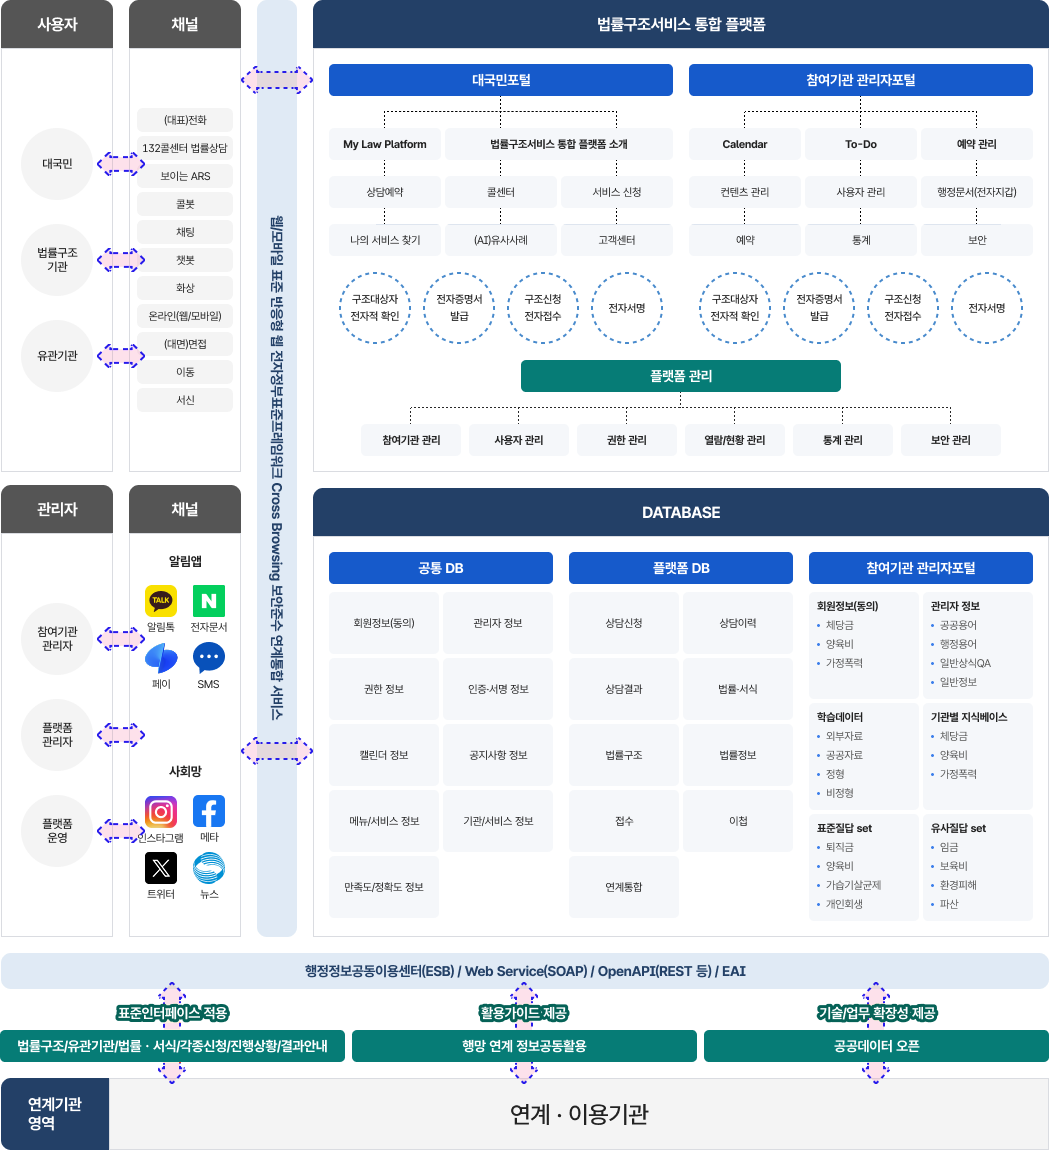 사용자
대국민
법률구조
기관
유관기관
채널
(대표)전화
132콜센터 법률상담
보이는 ARS
콜봇
채팅
챗봇
화상
온라인(웹/모바일)
(대면)면접
이동
서신
관리자
참여기관
관리자
플랫폼
관리자
플랫폼
운영
채널
알림앱
TALK
N
알림톡 전자문서
페이 SMS
사회망
인스타그램 메타
트위터 뉴스
웹/모바일 표준 반응형 웹 전자정부표준프레임워크 Cross Browsing 보안준수 연계통합 서비스
법률구조서비스 통합 플랫폼
대국민포털
My Law Platform 법률구조서비스 통합 플랫폼 소개
상담예약 콜센터 서비스 신청
나의 서비스 찾기 (AI)유사사례 고객센터
구조대상자
전자적 확인
전자증명서
발급
구조신청
전자접수
전자서명
참여기관 관리자포털
Calendar To-Do 예약 관리
컨텐츠 관리 사용자 관리 행정문서(전자지갑)
예약 통계 보안
구조대상자
전자적 확인
전자증명서
발급
구조신청
전자접수
전자서명
플랫폼 관리
참여기관 관리 사용자 관리 권한 관리 열람/현황 관리 통계 관리 보안 관리
DATABASE
공통 DB
회원정보(동의) 관리자 정보
권한 정보 인증·서명 정보
캘린더 정보 공지사항 정보
메뉴/서비스 정보 기관/서비스 정보
만족도/정확도 정보
플랫폼 DB
상담신청 상담이력
상담결과 법률·서식
법률구조 법률정보
접수 이첩
연계통합
참여기관 관리자포털
회원정보(동의)
체당금
양육비
가정폭력
관리자 정보
공공용어
행정용어
일반상식QA
일반정보
학습데이터
외부자료
공공자료
정형
비정형
기관별 지식베이스
체당금
양육비
가정폭력
표준질답 set
퇴직금
양육비
가습기살균제
개인회생
유사질답 set
임금
보육비
환경피해
파산
행정정보공동이용센터(ESB) / Web Service(SOAP) / OpenAPI(REST 등) / EAI
표준인터페이스 적용 활용가이드 제공 기술/업무 확장성 제공
법률구조/유관기관/법률 · 서식/각종신청/진행상황/결과안내 행망 연계 정보공동활용 공공데이터 오픈
연계기관
영역
연계 · 이용기관